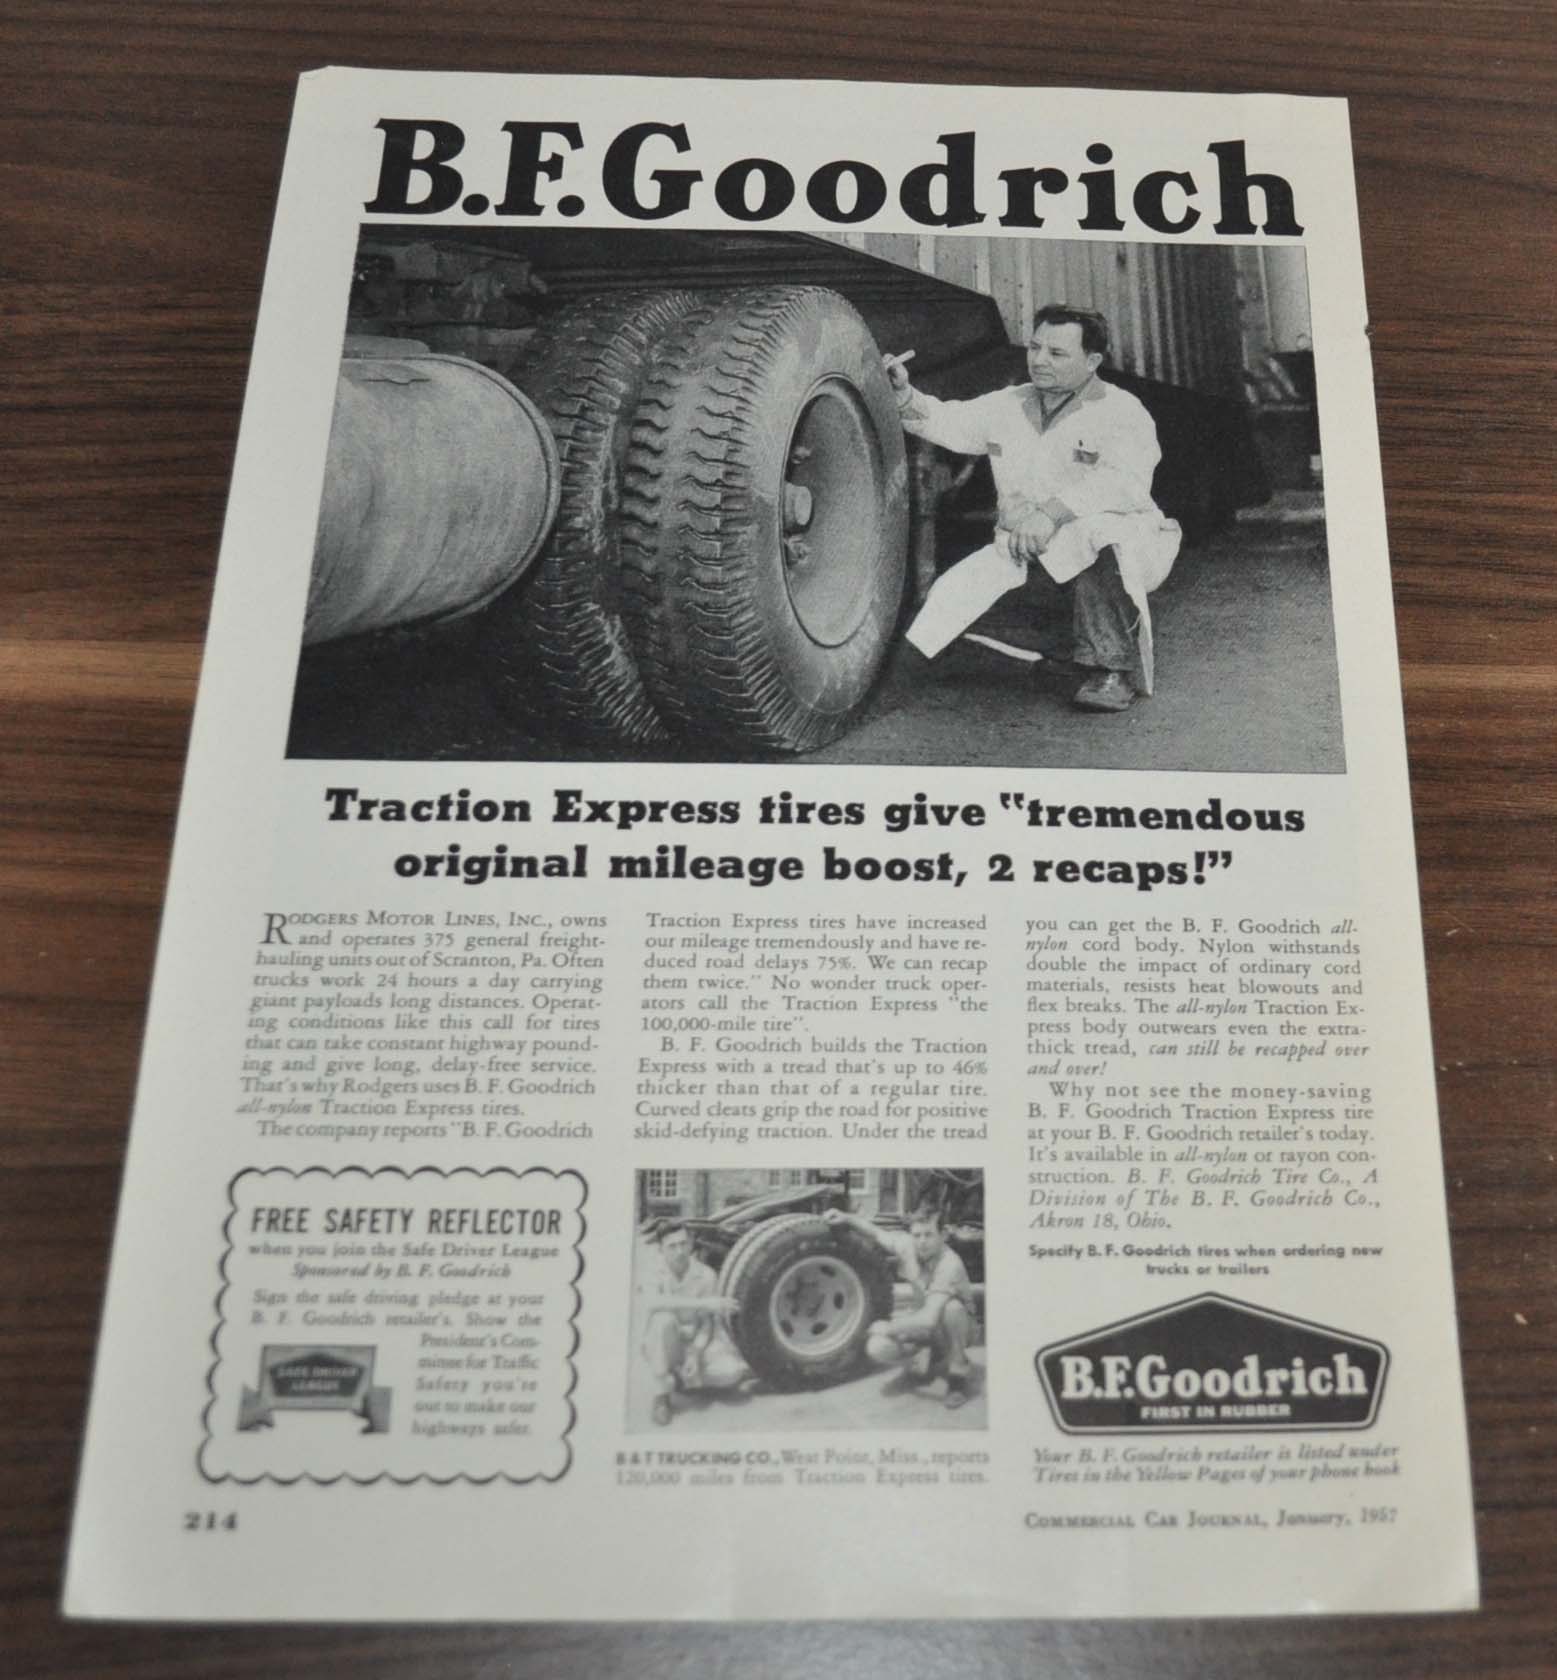 B.F.Goodrich
Traction Express tires give "tremendous
original mileage boost, 2 recaps!"
RODGERS MOTOR LINES, INC., owns
and operates 375 general freight-
hauling units out of Scranton, Pa. Often
trucks work 24 hours a day carrying
giant payloads long distances. Operat-
ing conditions like this call for tires
that can take constant highway pound-
ing and give long, delay-free service.
That's why Rodgers uses B. F. Goodrich
all-nylon Traction Express tires.
The company reports "B. F. Goodrich
Traction Express tires have increased
our mileage tremendously and have re-
duced road delays 75%. We can recap
them twice." No wonder truck oper-
ators call the Traction Express "the
100,000-mile tire".
B. F. Goodrich builds the Traction
Express with a tread that's up to 46%
thicker than that of a regular tire.
Curved cleats grip the road for positive
skid-defying traction. Under the tread
you can get the B. F. Goodrich all-
nylon cord body. Nylon withstands
double the impact of ordinary cord
materials, resists heat blowouts and
flex breaks. The all-nylon Traction Ex-
press body outwears even the extra-
thick tread, can still be recapped over
and over!
Why not see the money-saving
B. F. Goodrich Traction Express tire
at your B. F. Goodrich retailer's today.
It's available in all-nylon or rayon con-
struction. B. F. Goodrich Tire Co., A
Division of The B. F. Goodrich Co.,
Akron 18, Ohio.
Specify B. F. Goodrich tires when ordering new
trucks or trailers
FREE SAFETY REFLECTOR
when you join the Safe Driver League
Sponsored by B. F. Goodrich
Sign the safe driving pledge at your
B. F. Goodrich retailer's. Show the
President's Com-
mittee for Traffic
Safety you're
out to make our
highways safer.
SAFE DRIVER
LEAGUE
B & T TRUCKING CO., West Point, Miss., reports
120,000 miles from Traction Express tires.
B.F.Goodrich
FIRST IN RUBBER
Your B. F. Goodrich retailer is listed under
Tires in the Yellow Pages of your phone book
214
COMMERCIAL CAR JOURNAL, January, 1957